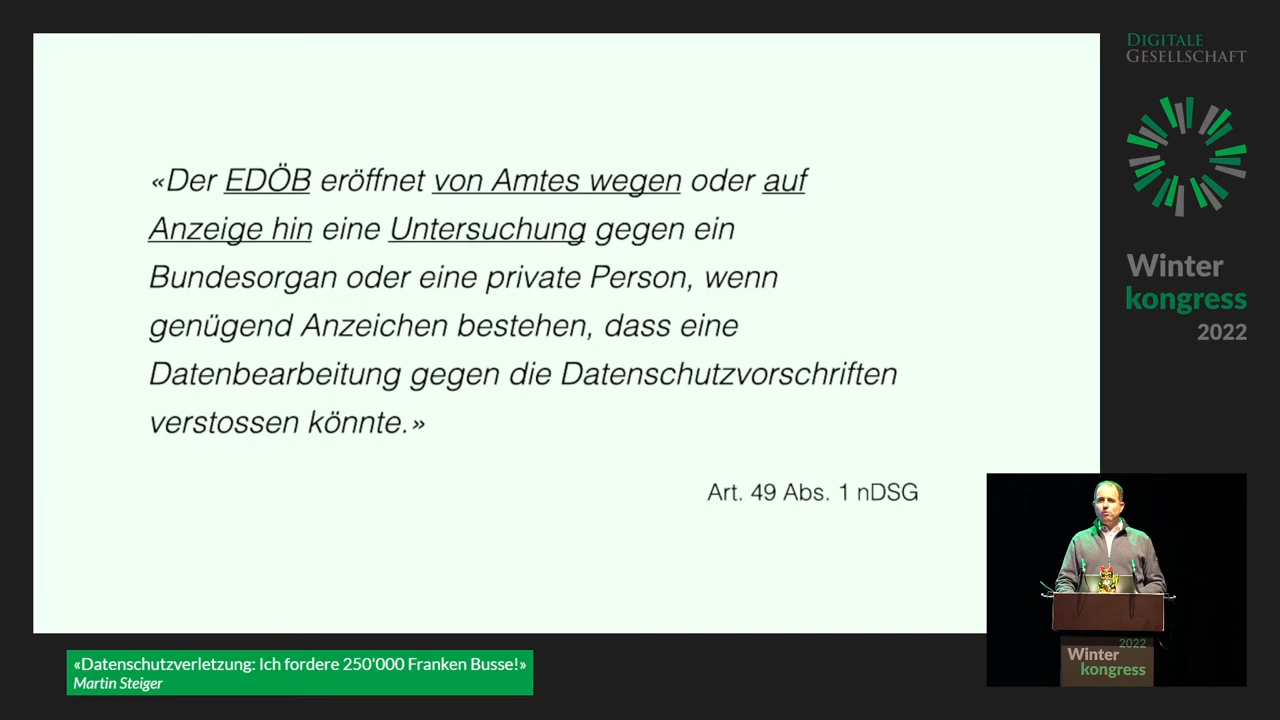 «Der EDÖB eröffnet von Amtes wegen oder auf
Anzeige hin eine Untersuchung gegen ein
Bundesorgan oder eine private Person, wenn
genügend Anzeichen bestehen, dass eine
Datenbearbeitung gegen die Datenschutzvorschriften
verstossen könnte.»
Art. 49 Abs. 1 nDSG
DIGITALE
GESELLSCHAFT
Winter
kongress
2022
2022
Winter
kongress
«Datenschutzverletzung: Ich fordere 250'000 Franken Busse!»
Martin Steiger